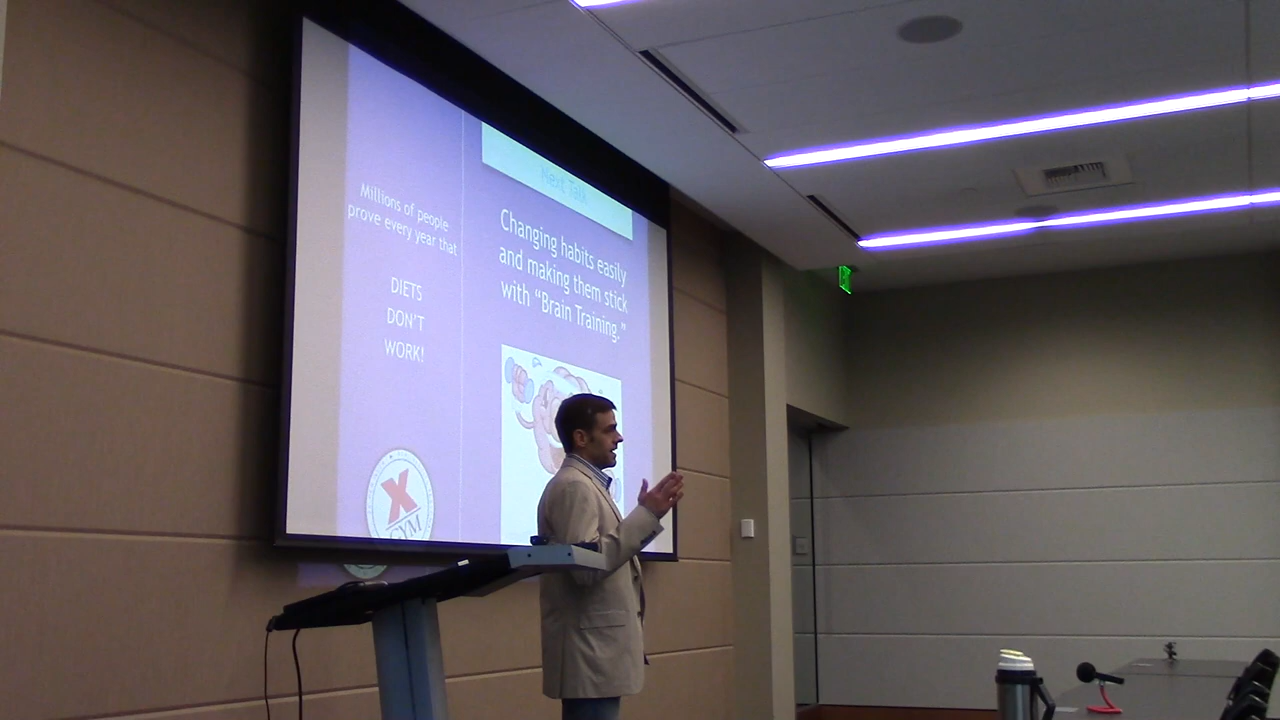 Millions of people
prove every year that
DIETS
DON'T
WORK!
X
GYM
Next Talk
Changing habits easily
and making them stick
with "Brain Training."